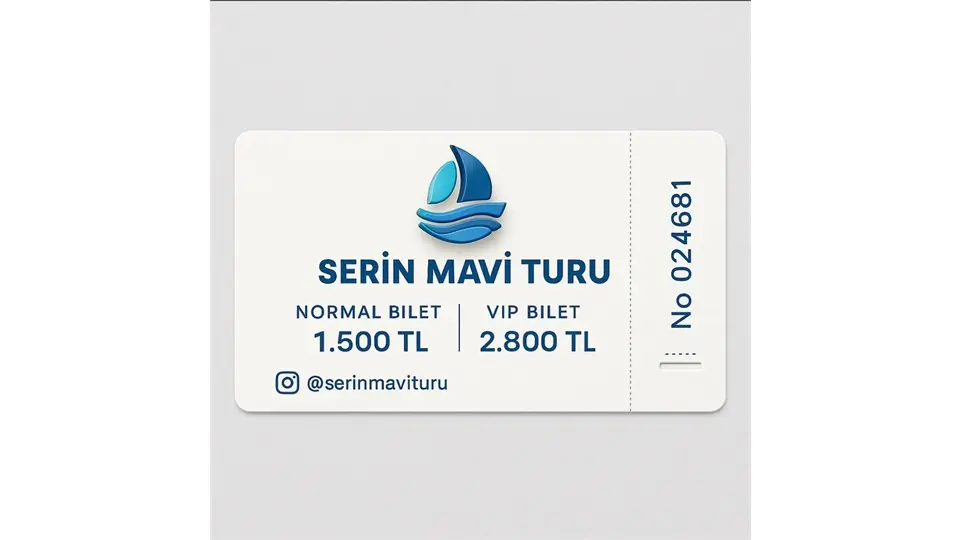 SERİN MAVİ TURU
NORMAL BILET
1.500 TL
VIP BILET
2.800 TL
@serinmavituru
No 024681